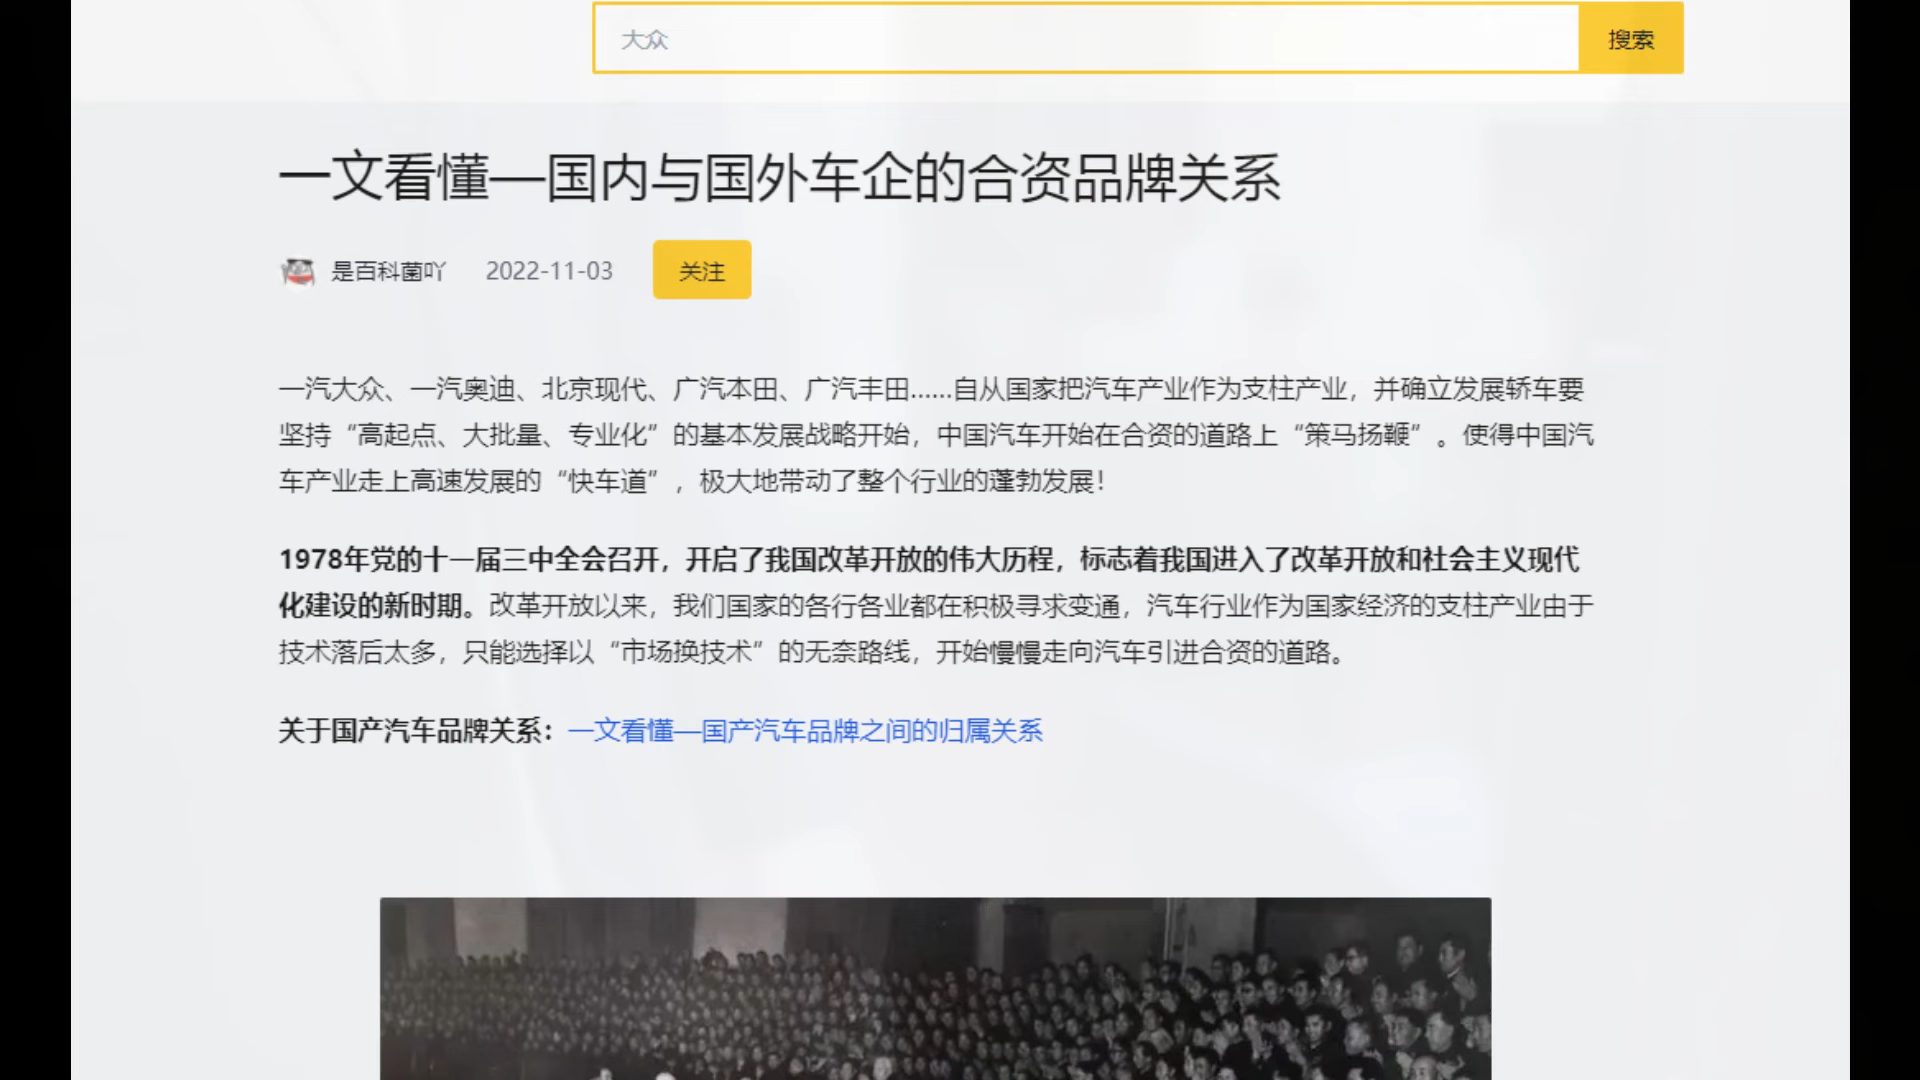 大众
搜索
一文看懂—国内与国外车企的合资品牌关系
是百科菌吖 2022-11-03 关注
一汽大众、一汽奥迪、北京现代、广汽本田、广汽丰田......自从国家把汽车产业作为支柱产业，并确立发展轿车要
坚持“高起点、大批量、专业化”的基本发展战略开始，中国汽车开始在合资的道路上“策马扬鞭”。使得中国汽
车产业走上高速发展的“快车道”，极大地带动了整个行业的蓬勃发展！
1978年党的十一届三中全会召开，开启了我国改革开放的伟大历程，标志着我国进入了改革开放和社会主义现代
化建设的新时期。改革开放以来，我们国家的各行各业都在积极寻求变通，汽车行业作为国家经济的支柱产业由于
技术落后太多，只能选择以“市场换技术”的无奈路线，开始慢慢走向汽车引进合资的道路。
关于国产汽车品牌关系：一文看懂—国产汽车品牌之间的归属关系